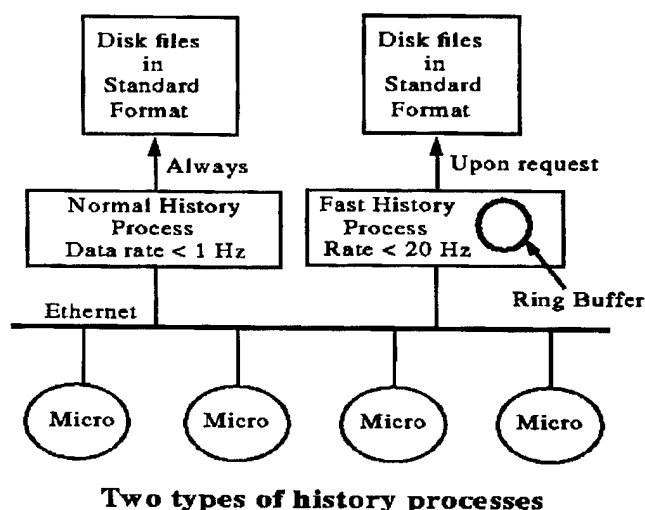 Disk files
in
Standard
Format
Disk files
in
Standard
Format
Always
Upon request
Normal History
Process
Data rate < 1 Hz
Fast History
Process
Rate < 20 Hz
Ring Buffer
Ethernet
Micro
Micro
Micro
Micro
Two types of history processes